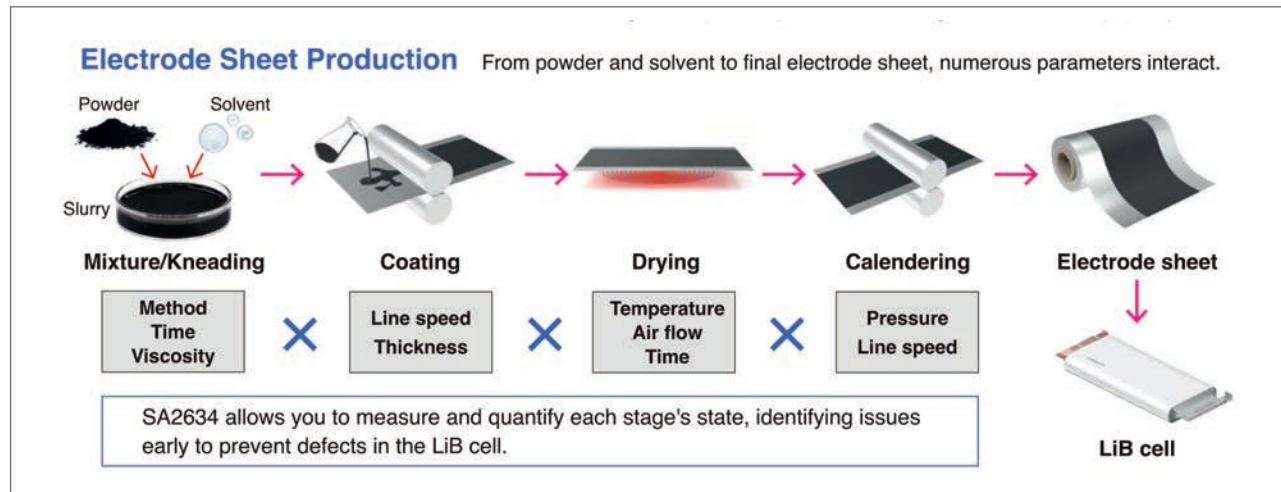 Electrode Sheet Production From powder and solvent to final electrode sheet, numerous parameters interact.
Powder
Solvent
Slurry
Mixture/Kneading
Coating
Drying
Calendering
Electrode sheet
Method
Time
Viscosity
×
Line speed
Thickness
×
Temperature
Air flow
Time
×
Pressure
Line speed
SA2634 allows you to measure and quantify each stage's state, identifying issues
early to prevent defects in the LiB cell.
LiB cell